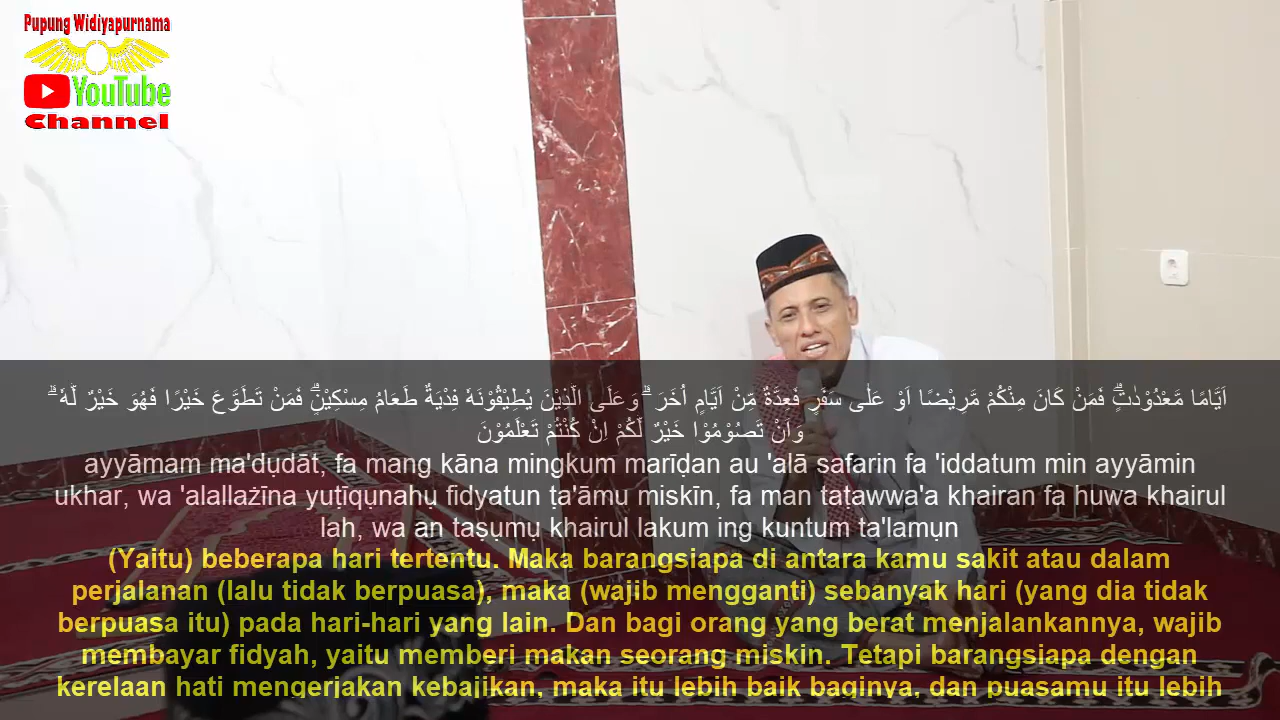 Pupung Widiyapurnama
YouTube
Channel
اَيَّامًا مَّعْدُوْدٰتٍۗ فَمَنْ كَانَ مِنْكُمْ مَّرِيْضًا اَوْ عَلٰى سَفَرٍ فَعِدَّةٌ مِّنْ اَيَّامٍ اُخَرَ ۗوَعَلَى الَّذِيْنَ يُطِيْقُوْنَهٗ فِدْيَةٌ طَعَامُ مِسْكِيْنٍۗ فَمَنْ تَطَوَّعَ خَيْرًا فَهُوَ خَيْرٌ لَّهٗ ۗ
وَاَنْ تَصُوْمُوْا خَيْرٌ لَّكُمْ اِنْ كُنْتُمْ تَعْلَمُوْنَ
ayyāmam ma'dụdāt, fa mang kāna mingkum marīḍan au 'alā safarin fa 'iddatum min ayyāmin
ukhar, wa 'alallażīna yuṭīqụnahụ fidyatun ṭa'āmu miskīn, fa man taṭawwa'a khairan fa huwa khairul
lah, wa an taṣụmụ khairul lakum ing kuntum ta'lamụn
(Yaitu) beberapa hari tertentu. Maka barangsiapa di antara kamu sakit atau dalam
perjalanan (lalu tidak berpuasa), maka (wajib mengganti) sebanyak hari (yang dia tidak
berpuasa itu) pada hari-hari yang lain. Dan bagi orang yang berat menjalankannya, wajib
membayar fidyah, yaitu memberi makan seorang miskin. Tetapi barangsiapa dengan
kerelaan hati mengerjakan kebajikan, maka itu lebih baik baginya, dan puasamu itu lebih